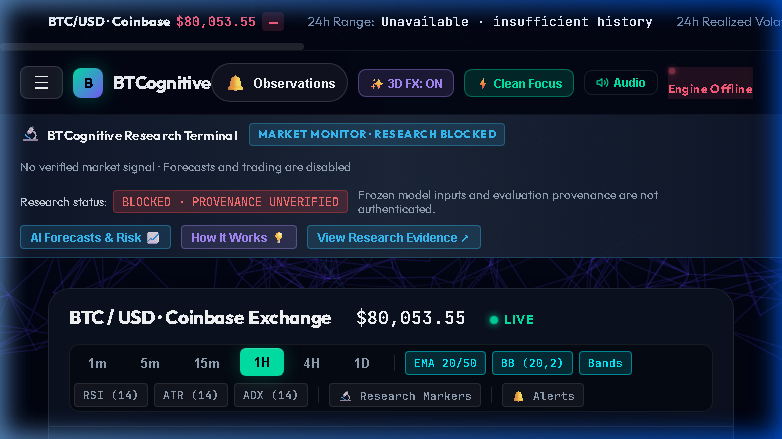 BTC/USD · Coinbase $80,053.55 — 24h Range: Unavailable · insufficient history 24h Realized Vola
☰ B BTCognitive 🔔 Observations ✨ 3D FX: ON ⚡ Clean Focus 🔊 Audio Engine Offline
🔬 BTCognitive Research Terminal MARKET MONITOR · RESEARCH BLOCKED
No verified market signal · Forecasts and trading are disabled
Research status: BLOCKED · PROVENANCE UNVERIFIED Frozen model inputs and evaluation provenance are not
authenticated.
AI Forecasts & Risk 📈 How It Works 💡 View Research Evidence ↗
BTC / USD · Coinbase Exchange $80,053.55 ● LIVE
1m 5m 15m 1H 4H 1D EMA 20/50 BB (20,2) Bands
RSI (14) ATR (14) ADX (14) 🔬 Research Markers 🔔 Alerts